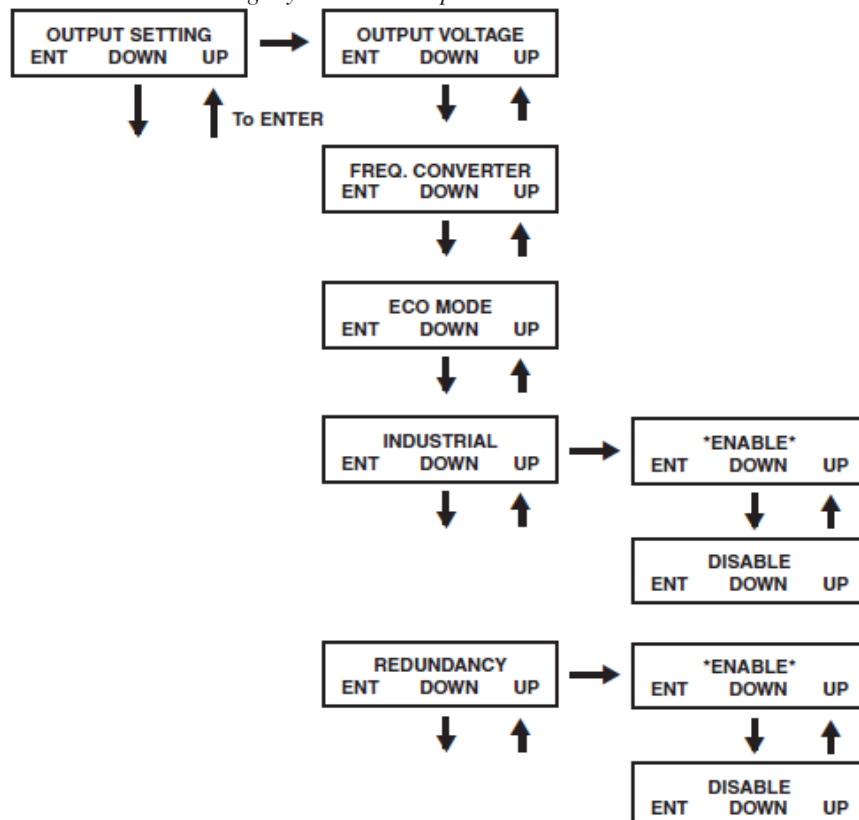 OUTPUT SETTING
ENT DOWN UP
OUTPUT VOLTAGE
ENT DOWN UP
To ENTER
FREQ. CONVERTER
ENT DOWN UP
ECO MODE
ENT DOWN UP
INDUSTRIAL
ENT DOWN UP
*ENABLE*
ENT DOWN UP
DISABLE
ENT DOWN UP
REDUNDANCY
ENT DOWN UP
*ENABLE*
ENT DOWN UP
DISABLE
ENT DOWN UP